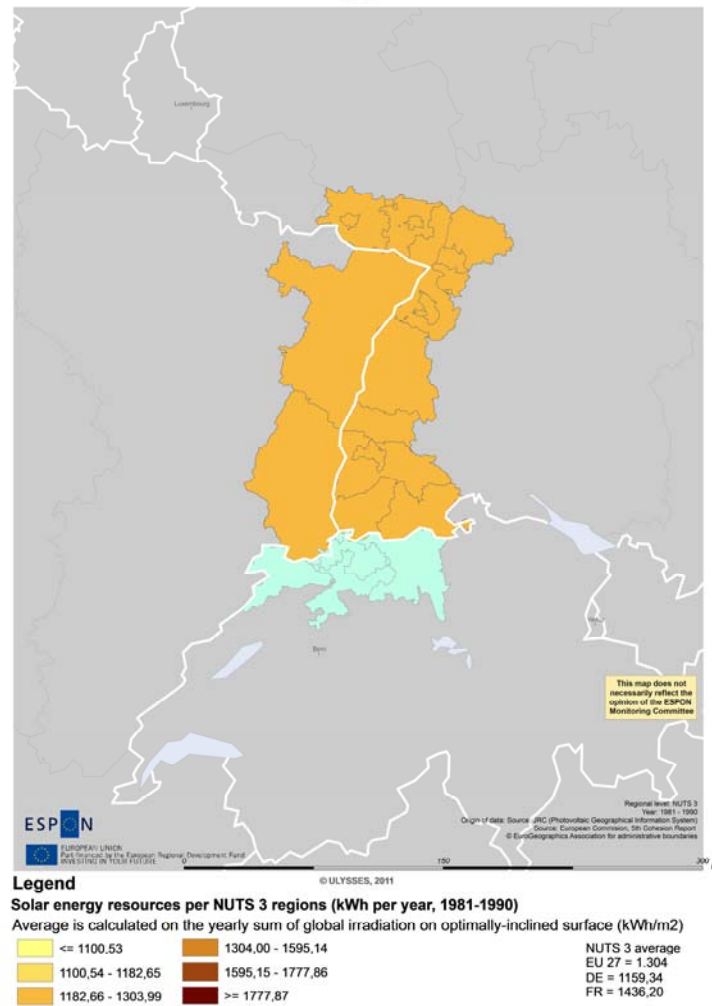 Luxembourg
Bern
This map does not
necessarily reflect the
opinion of the ESPON
Monitoring Committee
Regional level: NUTS 3
Year: 1981 - 1990
Origin of data: Source: JRC (Photovoltaic Geographical Information System)
Source: European Commission, 5th Cohesion Report
© EuroGeographics Association for administrative boundaries
ESPON
EUROPEAN UNION
Part-financed by the European Regional Development Fund
INVESTING IN YOUR FUTURE
0 150 300
Legend
© ULYSSES, 2011
Solar energy resources per NUTS 3 regions (kWh per year, 1981-1990)
Average is calculated on the yearly sum of global irradiation on optimally-inclined surface (kWh/m2)
<= 1100,53
1100,54 - 1182,65
1182,66 - 1303,99
1304,00 - 1595,14
1595,15 - 1777,86
>= 1777,87
NUTS 3 average
EU 27 = 1.304
DE = 1159,34
FR = 1436,20